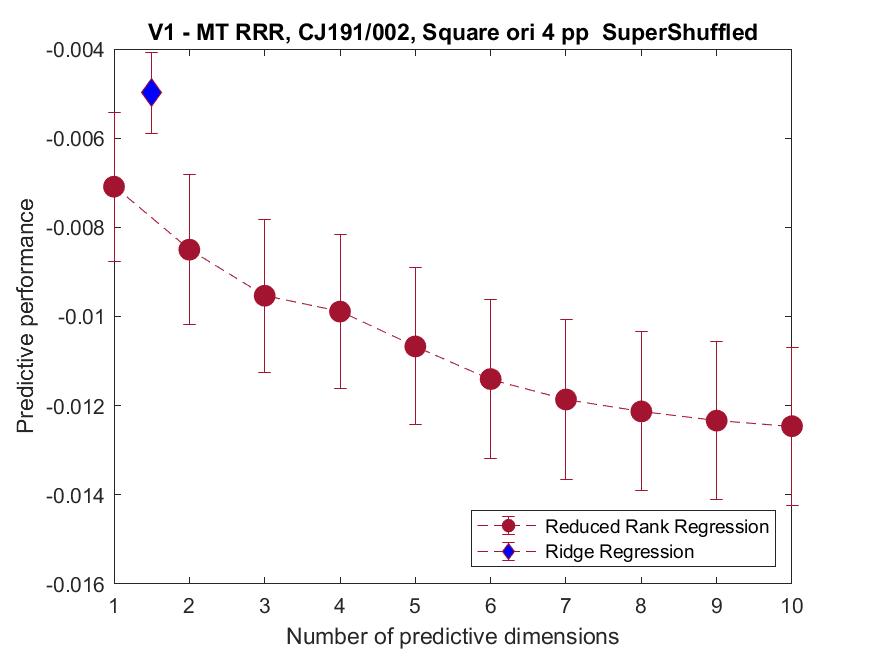 V1 - MT RRR, CJ191/002, Square ori 4 pp  SuperShuffled
-0.004
-0.006
-0.008
-0.01
-0.012
-0.014
-0.016
Predictive performance
Reduced Rank Regression
Ridge Regression
1 2 3 4 5 6 7 8 9 10
Number of predictive dimensions